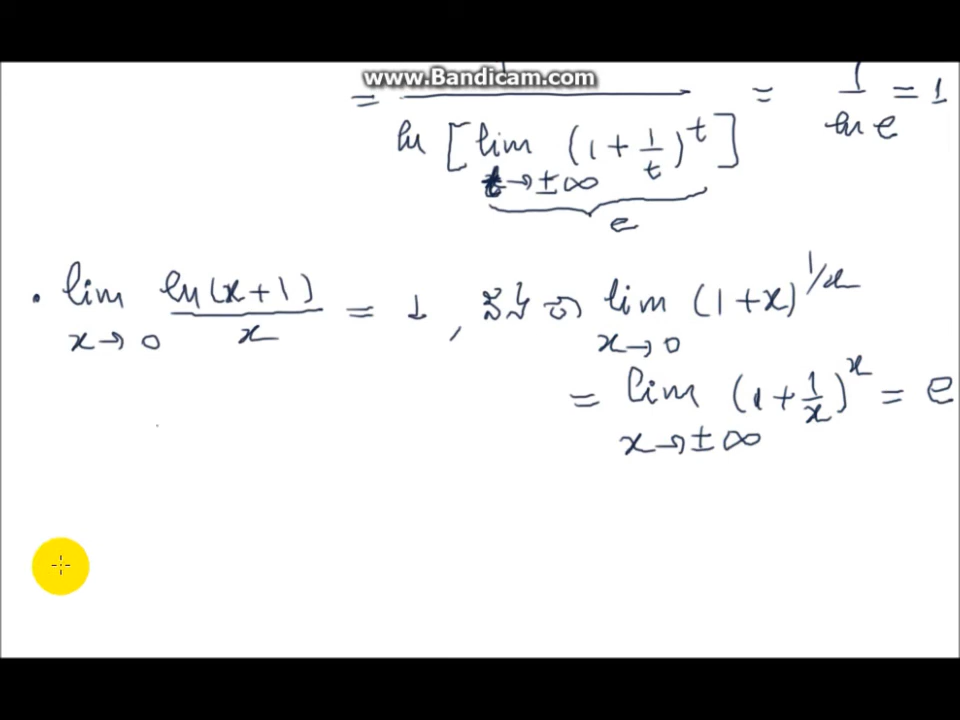 www.Bandicam.com
= ―――― = 1/ln e = 1
ln [lim (1 + 1/t)^t]
t→±∞
e
• lim ln(x+1)/x = 1 , lim (1+x)^1/x
x→0 x→0
= lim (1 + 1/x)^x = e
x→±∞